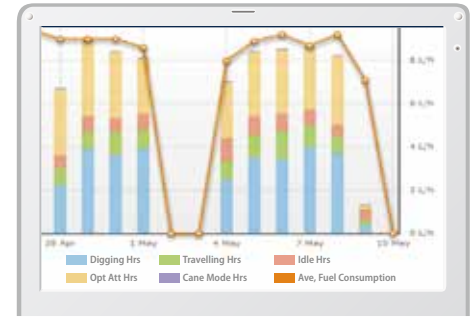 8 L/h
6 L/h
4 L/h
2 L/h
0 L/h
28 Apr 1 May 4 May 7 May 10 May
Digging Hrs Travelling Hrs Idle Hrs
Opt Att Hrs Cane Mode Hrs Ave, Fuel Consumption